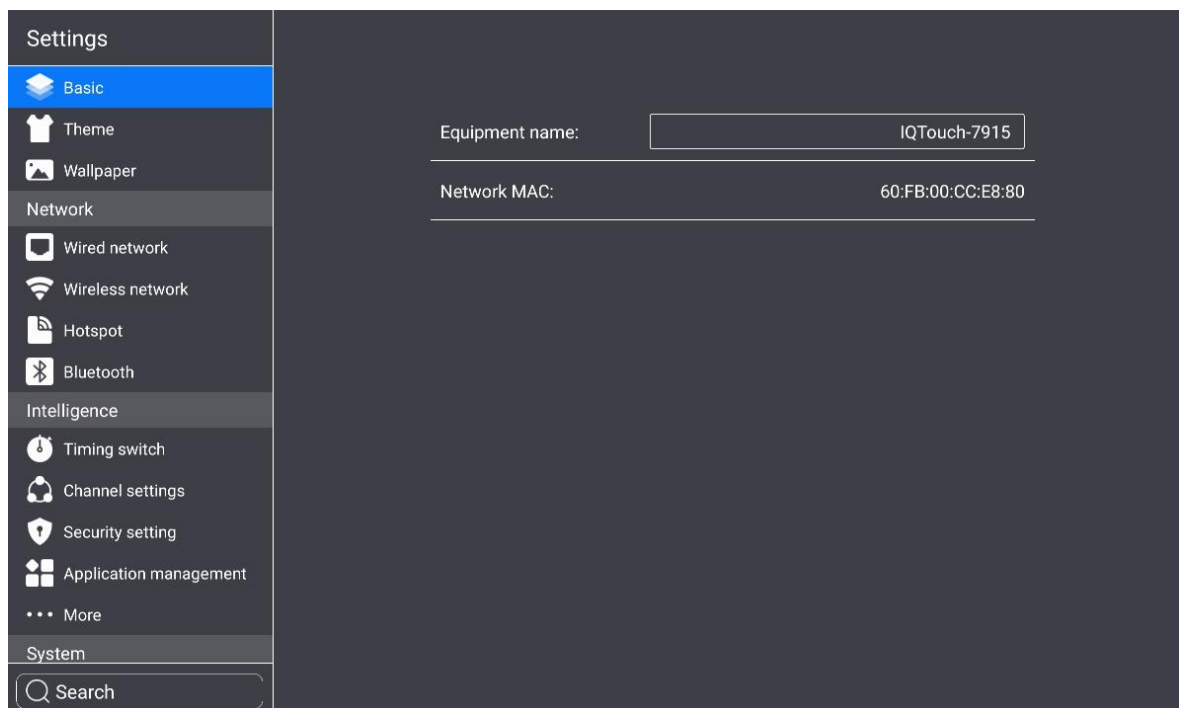 Settings
Basic
Theme
Wallpaper
Network
Wired network
Wireless network
Hotspot
Bluetooth
Intelligence
Timing switch
Channel settings
Security setting
Application management
More
System
Search
Equipment name: IQTouch-7915
Network MAC: 60:FB:00:CC:E8:80